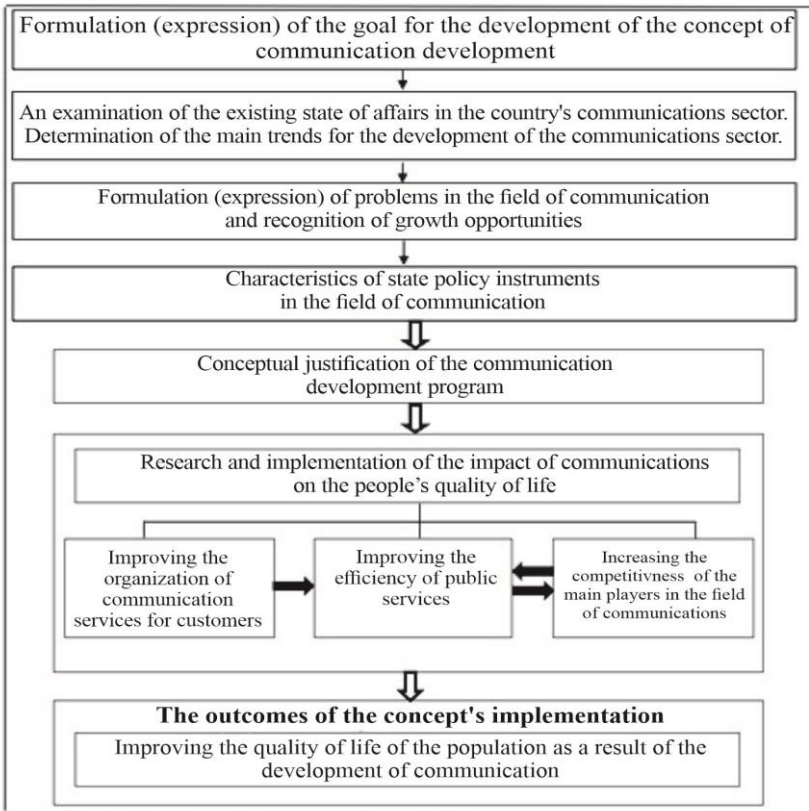 Formulation (expression) of the goal for the development of the concept of
communication development
An examination of the existing state of affairs in the country's communications sector.
Determination of the main trends for the development of the communications sector.
Formulation (expression) of problems in the field of communication
and recognition of growth opportunities
Characteristics of state policy instruments
in the field of communication
Conceptual justification of the communication
development program
Research and implementation of the impact of communications
on the people's quality of life
Improving the
organization of
communication
services for customers
Improving the
efficiency of public
services
Increasing the
competitivness of the
main players in the field
of communications
The outcomes of the concept's implementation
Improving the quality of life of the population as a result of the
development of communication